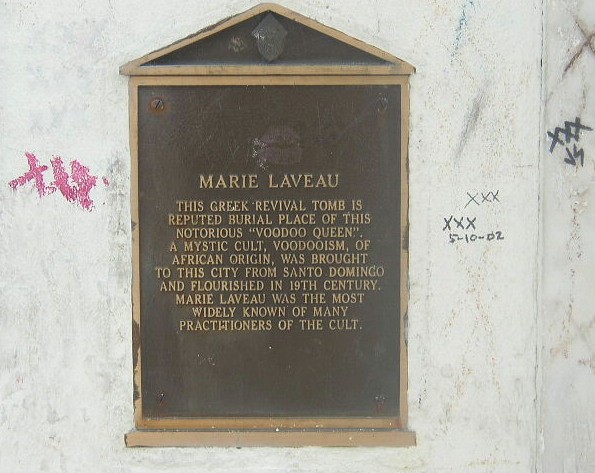 MARIE LAVEAU
THIS GREEK REVIVAL TOMB IS
REPUTED BURIAL PLACE OF THIS
NOTORIOUS "VOODOO QUEEN".
A MYSTIC CULT, VOODOOISM, OF
AFRICAN ORIGIN, WAS BROUGHT
TO THIS CITY FROM SANTO DOMINGO
AND FLOURISHED IN 19TH CENTURY.
MARIE LAVEAU WAS THE MOST
WIDELY KNOWN OF MANY
PRACTITIONERS OF THE CULT.
XXX
XXX
5-10-02